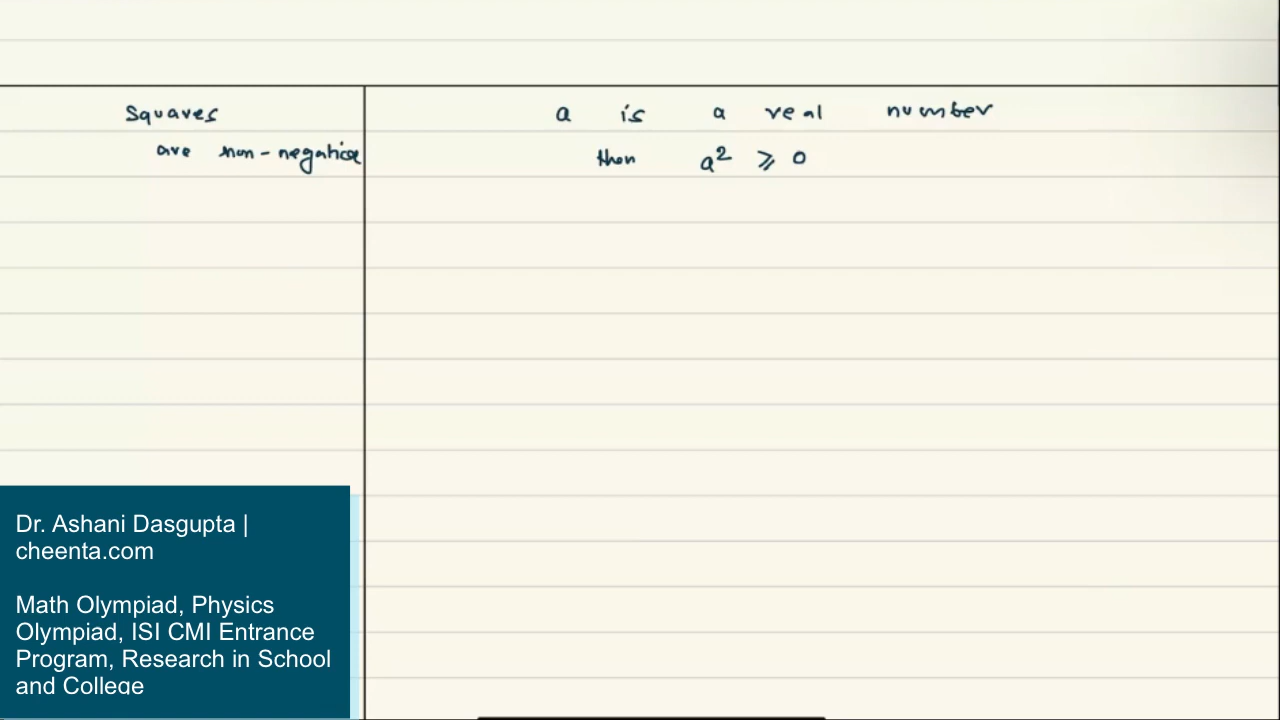 Squares
are non-negative
a is a real number
then a² ⩾ 0
Dr. Ashani Dasgupta |
cheenta.com
Math Olympiad, Physics
Olympiad, ISI CMI Entrance
Program, Research in School
and College